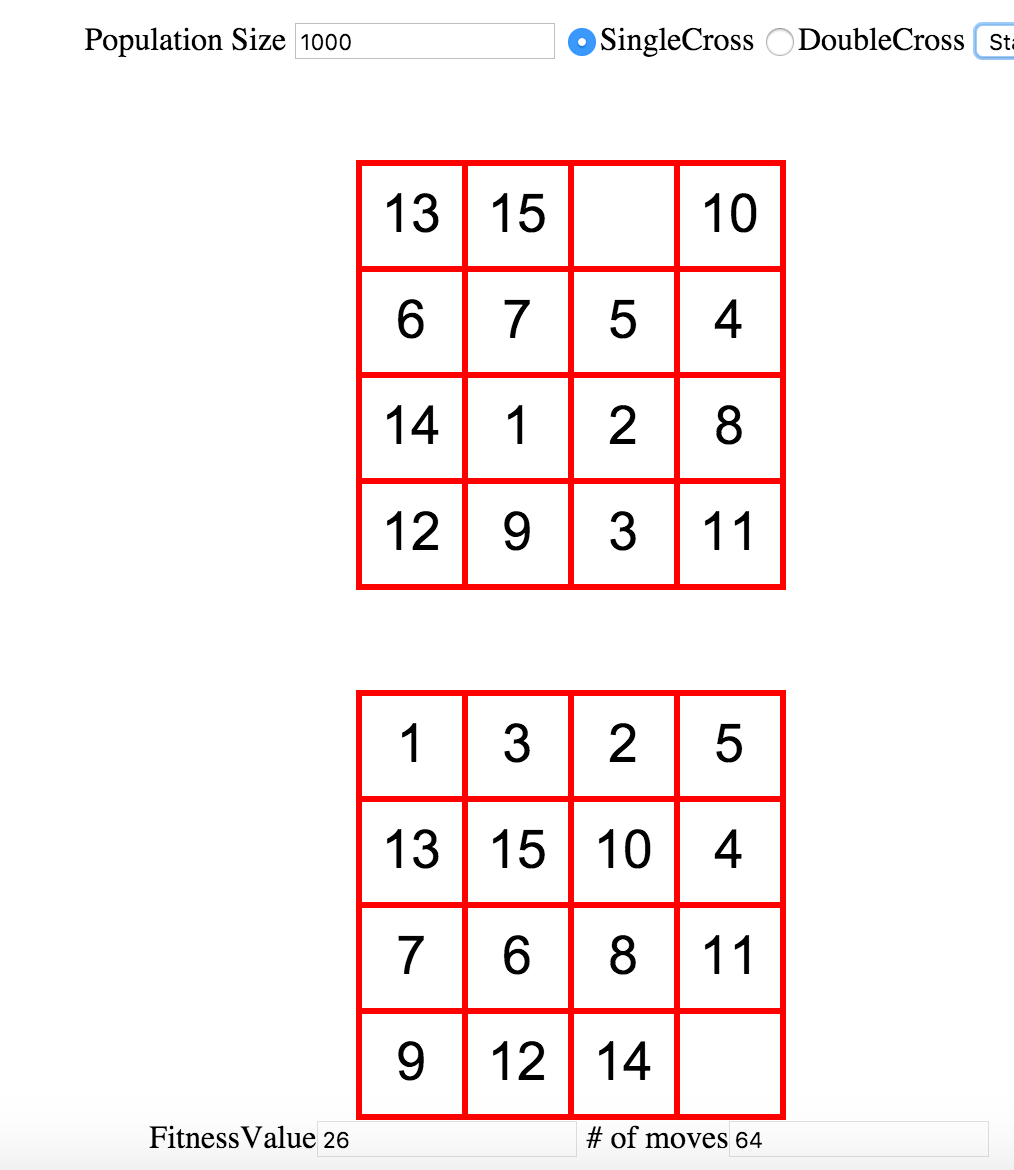 Population Size 1000 SingleCross DoubleCross
13 15 10
6 7 5 4
14 1 2 8
12 9 3 11
1 3 2 5
13 15 10 4
7 6 8 11
9 12 14
FitnessValue 26 # of moves 64